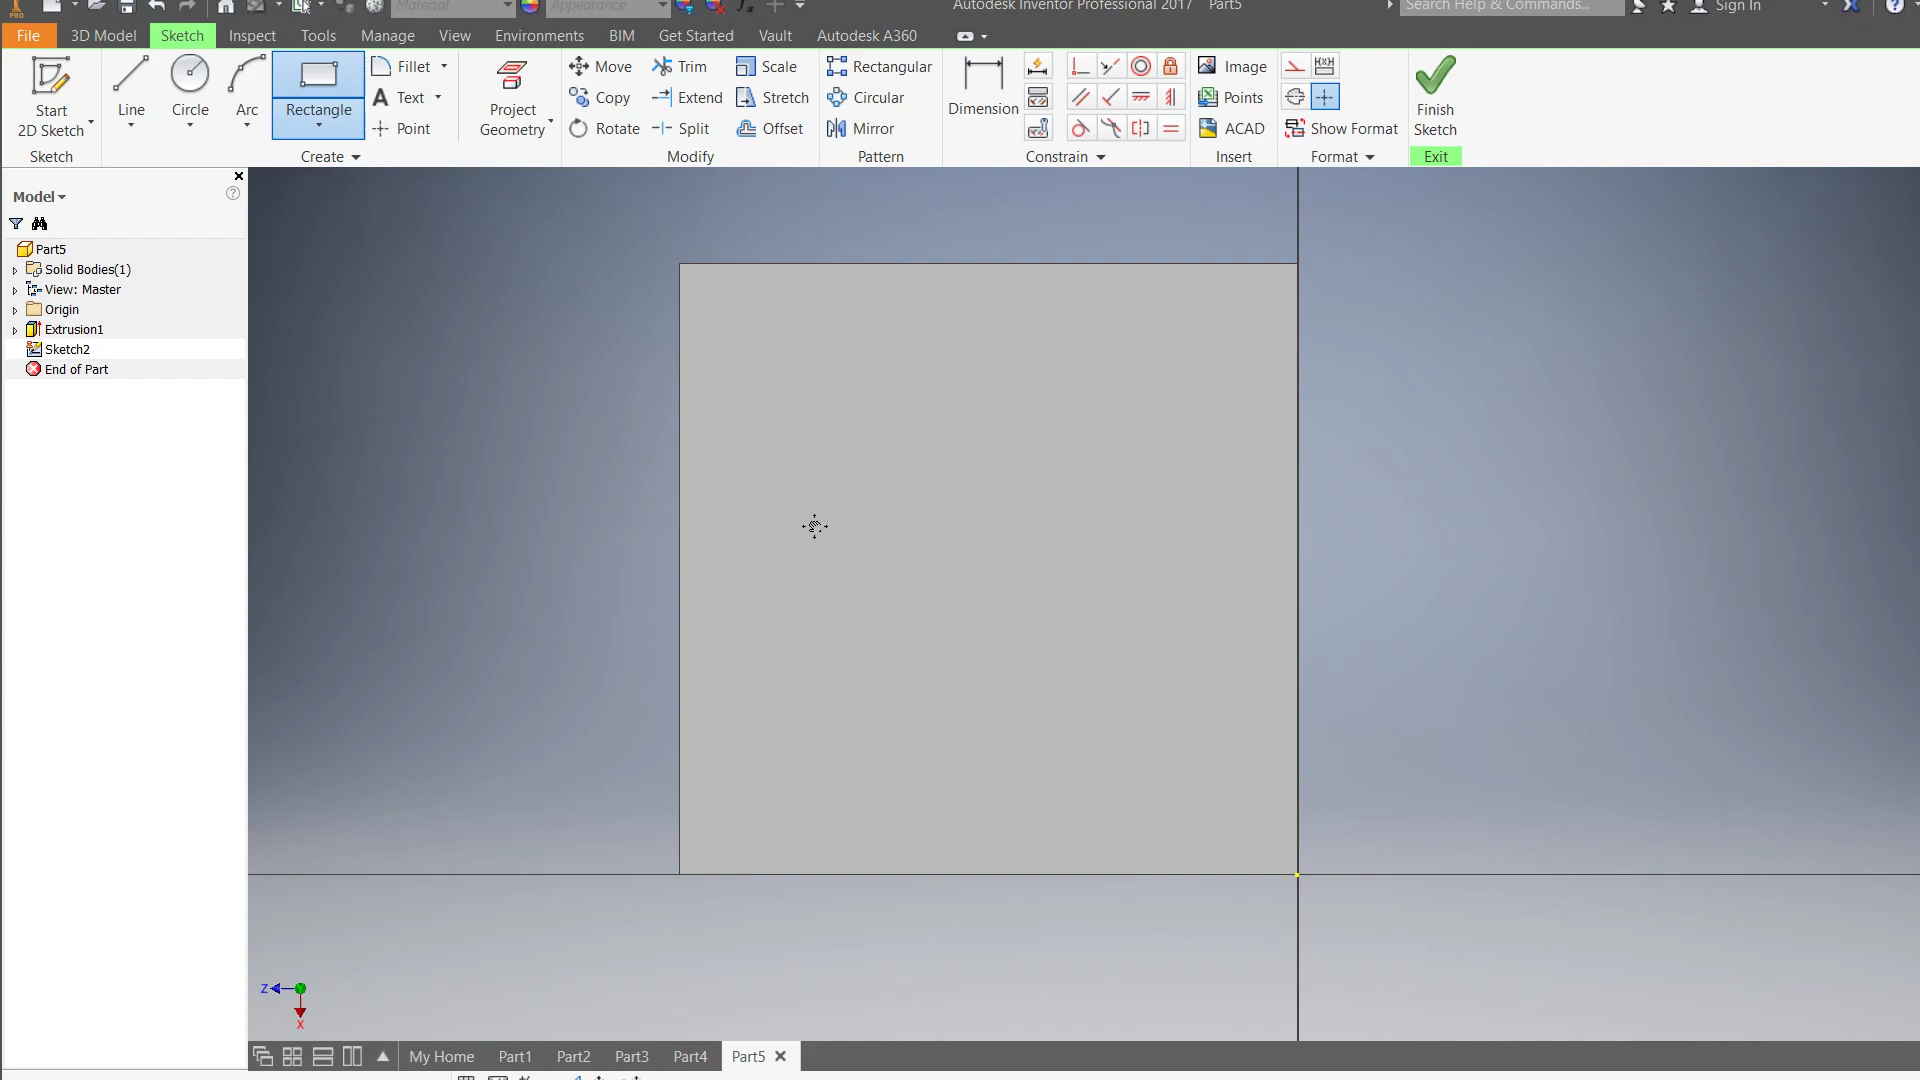 PRO
Material
Appearance
Autodesk Inventor Professional 2017 Part5
Search Help & Commands...
Sign In
File
3D Model
Sketch
Inspect
Tools
Manage
View
Environments
BIM
Get Started
Vault
Autodesk A360
Start
2D Sketch
Line
Circle
Arc
Rectangle
Fillet
Text
Point
Project
Geometry
Move
Copy
Rotate
Trim
Extend
Split
Scale
Stretch
Offset
Rectangular
Circular
Mirror
Dimension
Image
Points
ACAD
Show Format
Finish
Sketch
Sketch
Create
Modify
Pattern
Constrain
Insert
Format
Exit
Model
Part5
Solid Bodies(1)
View: Master
Origin
Extrusion1
Sketch2
End of Part
Z
Y
X
My Home
Part1
Part2
Part3
Part4
Part5